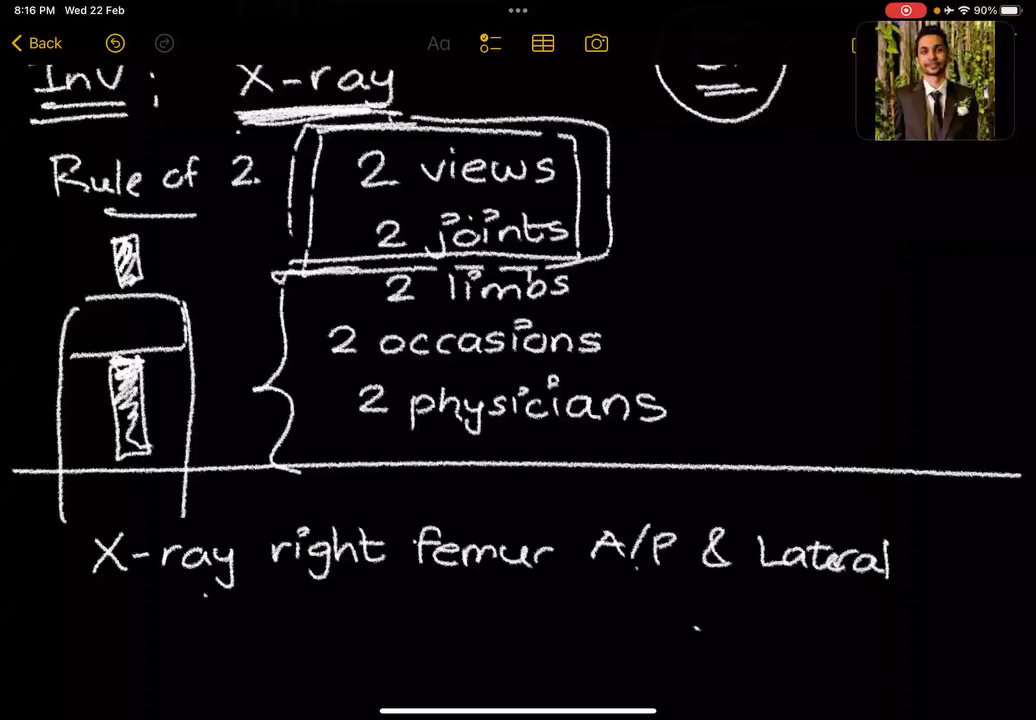 8:16 PM Wed 22 Feb
90%
Back
Aa
Inv : X-ray
Rule of 2. 2 views
2 joints
2 limbs
2 occasions
2 physicians
X-ray right femur A/P & Lateral